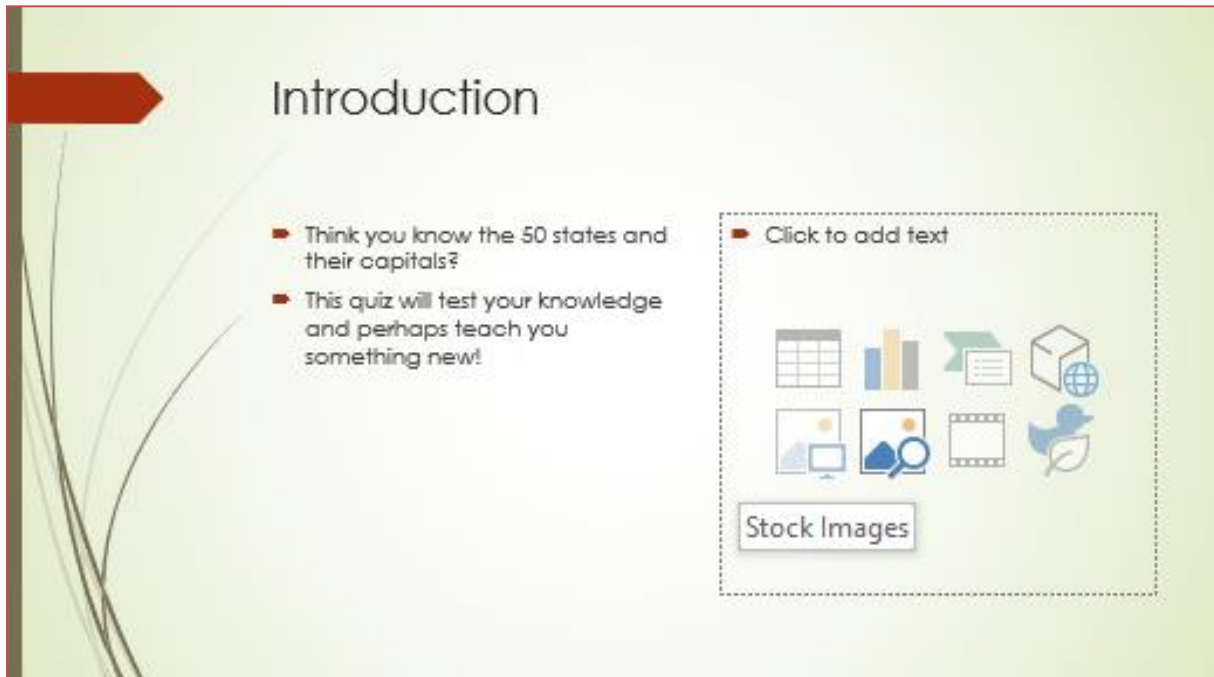 Introduction
Think you know the 50 states and
their capitals?
This quiz will test your knowledge
and perhaps teach you
something new!
Click to add text
Stock Images